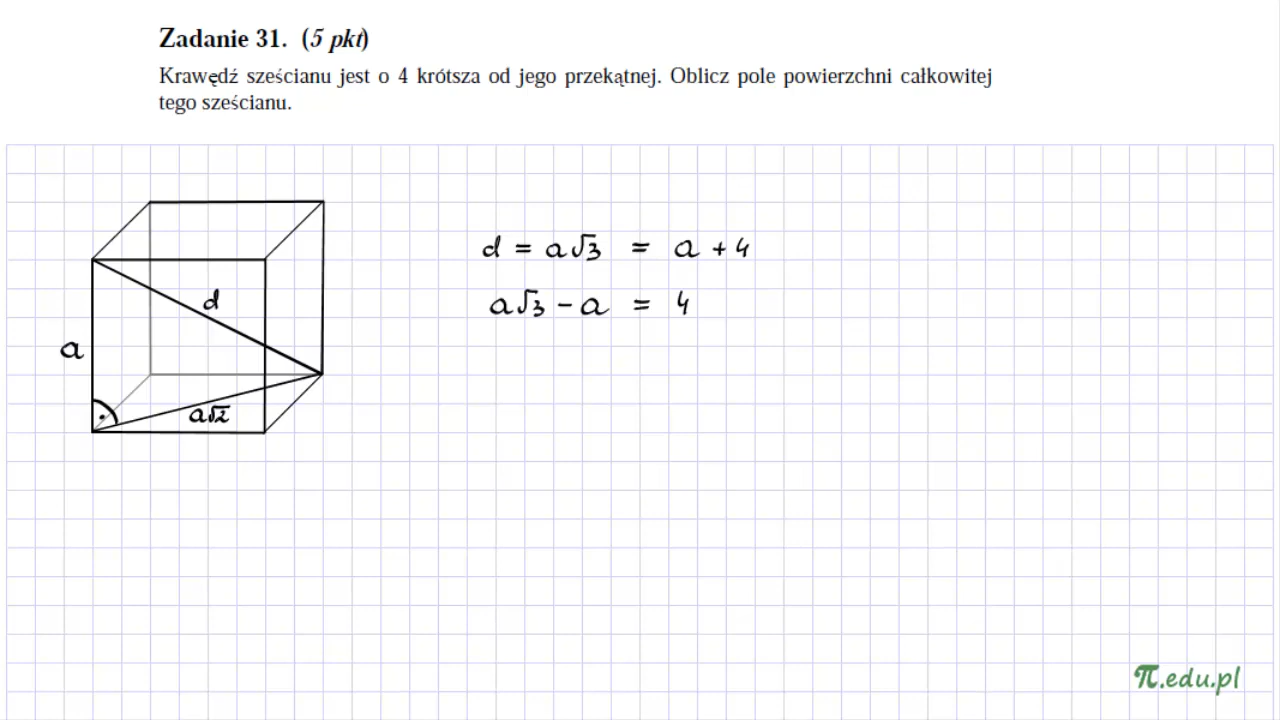 Zadanie 31. (5 pkt)
Krawędź sześcianu jest o 4 krótsza od jego przekątnej. Oblicz pole powierzchni całkowitej
tego sześcianu.
d = a√3 = a + 4
a√3 - a = 4
d
a
a√2
π.edu.pl